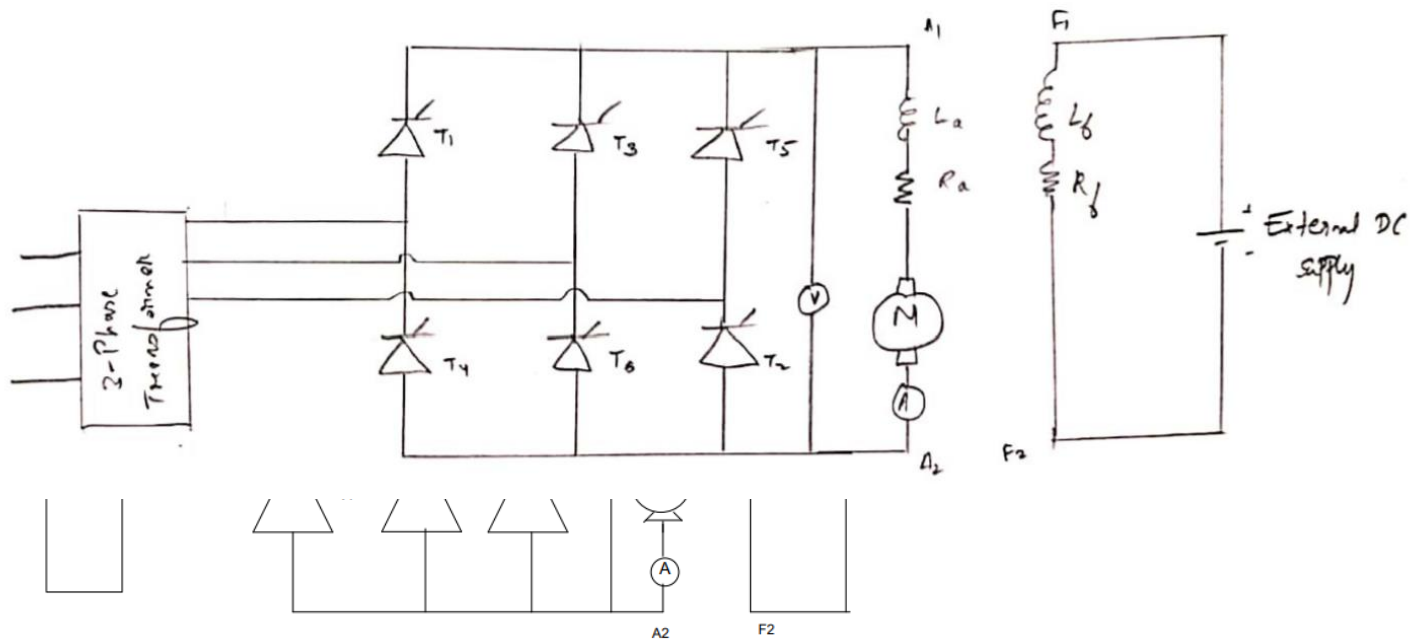 A1
F1
T1
T3
T5
La
Lf
Ra
Rf
3-Phase
Transformer
V
M
+
External DC
-
supply
T4
T6
T2
A
A2
F2
A
A2
F2